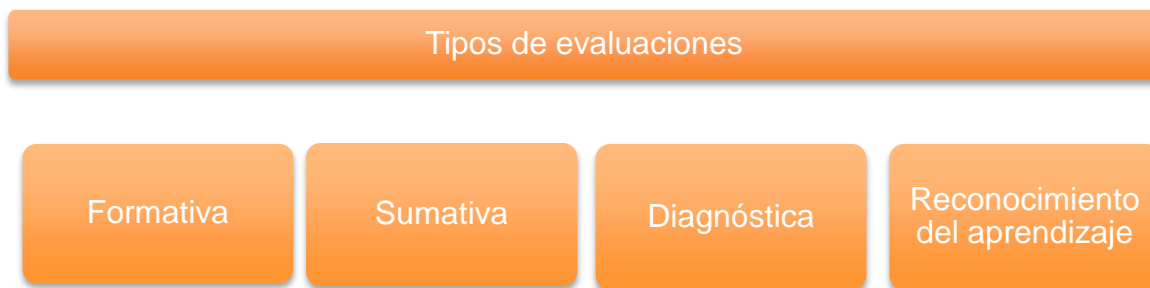 Tipos de evaluaciones
Formativa
Sumativa
Diagnóstica
Reconocimiento
del aprendizaje